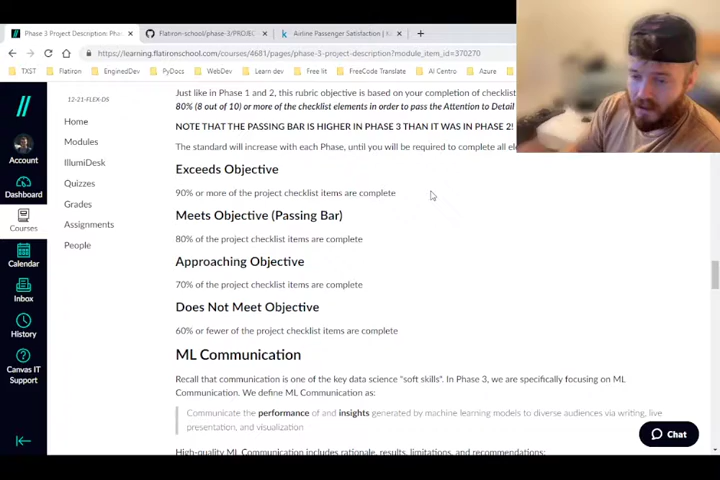 Phase 3 Project Description: Pha
Flatiron-school/phase-3/PROJEC
Airline Passenger Satisfaction | K
https://learning.flatironschool.com/courses/4681/pages/phase-3-project-description?module_item_id=370270
TXST
Flatiron
EnginedDev
PyDocs
WebDev
Learn dev
Free lit
FreeCode Translate
AI Centro
Azure
Account
Dashboard
Courses
Calendar
Inbox
History
Canvas IT
Support
12-21-FLEX-DS
Home
Modules
IllumiDesk
Quizzes
Grades
Assignments
People
Just like in Phase 1 and 2, this rubric objective is based on your completion of checklist
80% (8 out of 10) or more of the checklist elements in order to pass the Attention to Detail
NOTE THAT THE PASSING BAR IS HIGHER IN PHASE 3 THAN IT WAS IN PHASE 2!
The standard will increase with each Phase, until you will be required to complete all el
Exceeds Objective
90% or more of the project checklist items are complete
Meets Objective (Passing Bar)
80% of the project checklist items are complete
Approaching Objective
70% of the project checklist items are complete
Does Not Meet Objective
60% or fewer of the project checklist items are complete
ML Communication
Recall that communication is one of the key data science "soft skills". In Phase 3, we are specifically focusing on ML
Communication. We define ML Communication as:
Communicate the performance of and insights generated by machine learning models to diverse audiences via writing, live
presentation, and visualization
High-quality ML Communication includes rationale, results, limitations, and recommendations:
Chat